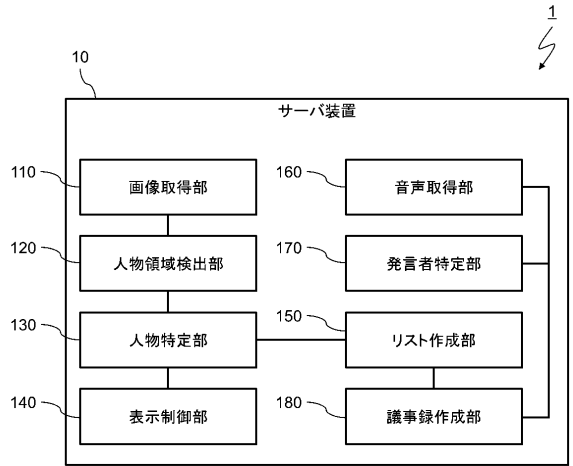 1
10
サーバ装置
110
画像取得部
160
音声取得部
120
人物領域検出部
170
発言者特定部
130
人物特定部
150
リスト作成部
140
表示制御部
180
議事録作成部